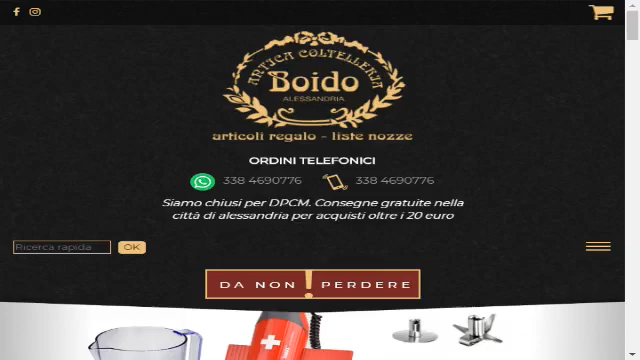 ARTICA COLTELLERIA
Boido
ALESSANDRIA
articoli regalo - liste nozze
ORDINI TELEFONICI
338 4690776 338 4690776
Siamo chiusi per DPCM. Consegne gratuite nella
città di alessandria per acquisti oltre i 20 euro
Ricerca rapida OK
DA NON ! PERDERE